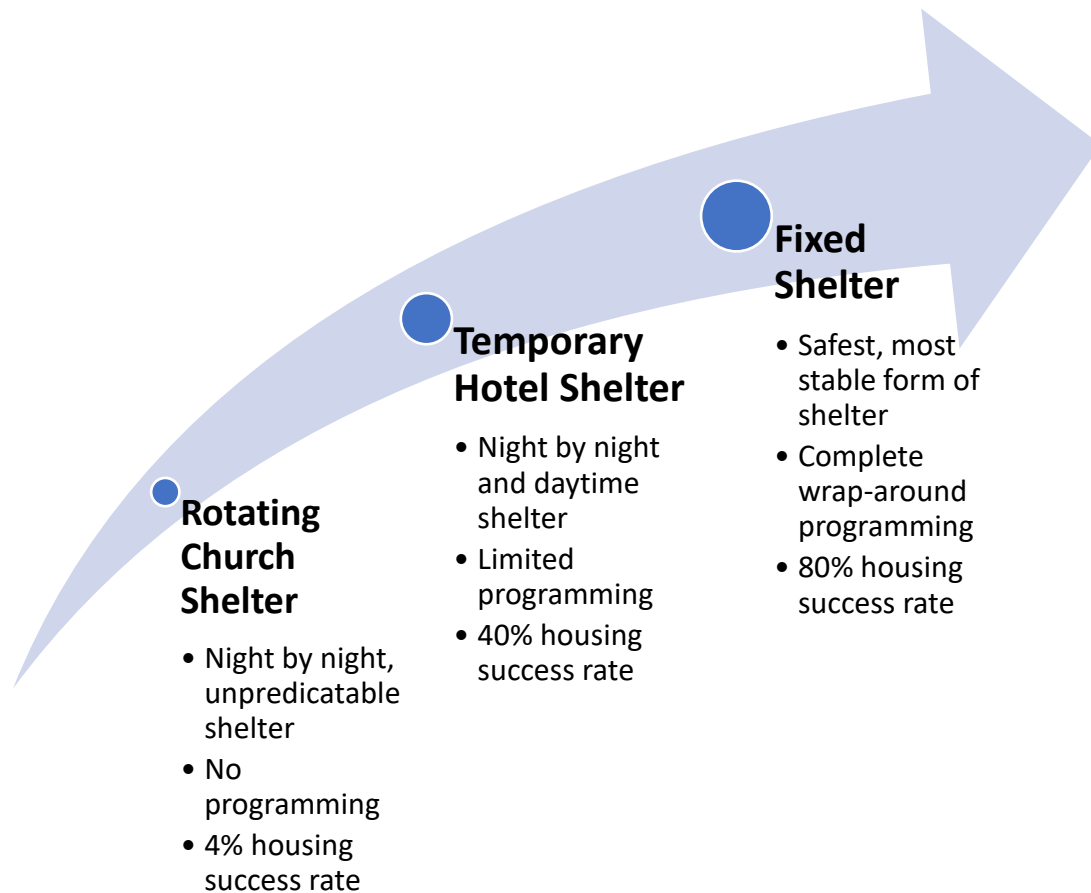 Rotating
Church
Shelter
• Night by night,
unpredicatable
shelter
• No
programming
• 4% housing
success rate
Temporary
Hotel Shelter
• Night by night
and daytime
shelter
• Limited
programming
• 40% housing
success rate
Fixed
Shelter
• Safest, most
stable form of
shelter
• Complete
wrap-around
programming
• 80% housing
success rate